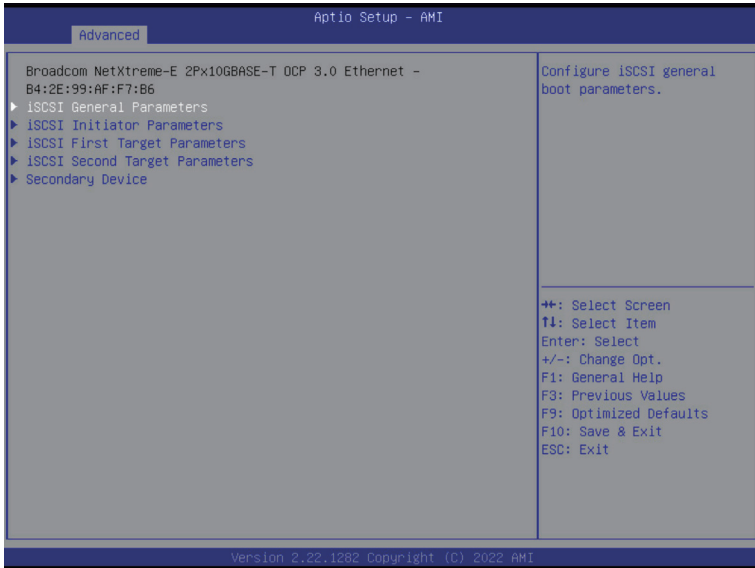 Aptio Setup - AMI
Advanced
Broadcom NetXtreme-E 2Px10GBASE-T OCP 3.0 Ethernet -
B4:2E:99:AF:F7:B6
iSCSI General Parameters
iSCSI Initiator Parameters
iSCSI First Target Parameters
iSCSI Second Target Parameters
Secondary Device
Configure iSCSI general
boot parameters.
→←: Select Screen
↑↓: Select Item
Enter: Select
+/-: Change Opt.
F1: General Help
F3: Previous Values
F9: Optimized Defaults
F10: Save & Exit
ESC: Exit
Version 2.22.1282 Copyright (C) 2022 AMI